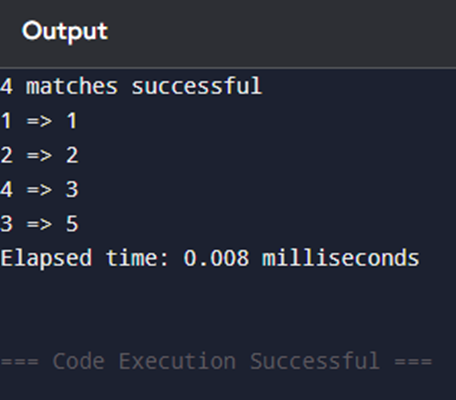 Output
4 matches successful
1 => 1
2 => 2
4 => 3
3 => 5
Elapsed time: 0.008 milliseconds
=== Code Execution Successful ===